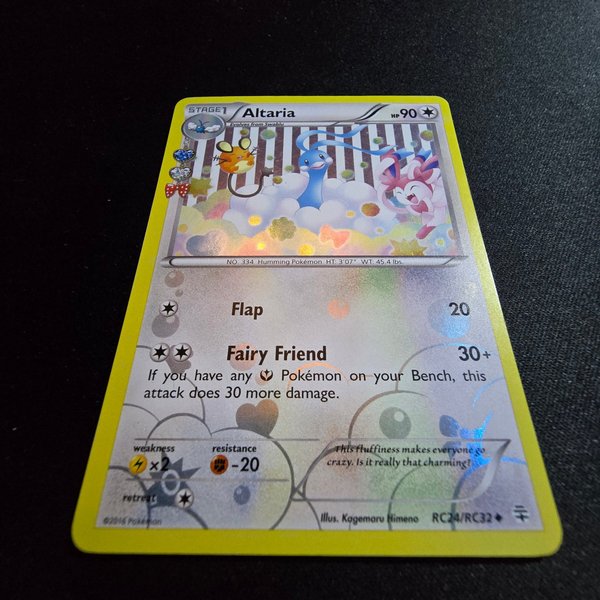 STAGE1 Altaria HP90
Evolves from Swablu
NO. 334 Humming Pokémon HT: 3'07" WT: 45.4 lbs.
Flap 20
Fairy Friend 30+
If you have any Pokémon on your Bench, this
attack does 30 more damage.
weakness resistance
×2 -20
This fluffiness makes everyone go
crazy. Is it really that charming?
retreat
©2016 Pokémon Illus. Kagemaru Himeno RC24/RC32